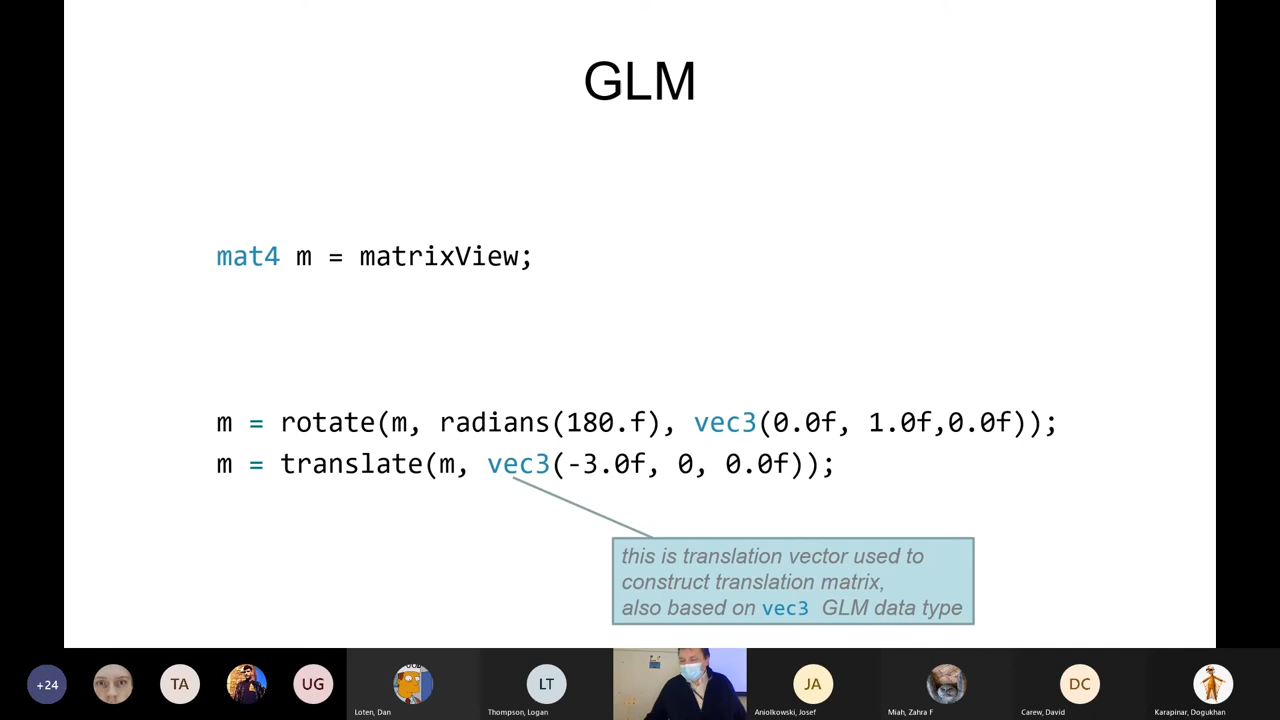 GLM
mat4 m = matrixView;
m = rotate(m, radians(180.f), vec3(0.0f, 1.0f,0.0f));
m = translate(m, vec3(-3.0f, 0, 0.0f));
this is translation vector used to
construct translation matrix,
also based on vec3 GLM data type
+24
TA
UG
LT
JA
DC
Loten, Dan
Thompson, Logan
Aniolkowski, Josef
Miah, Zahra F
Carew, David
Karapinar, Dogukhan